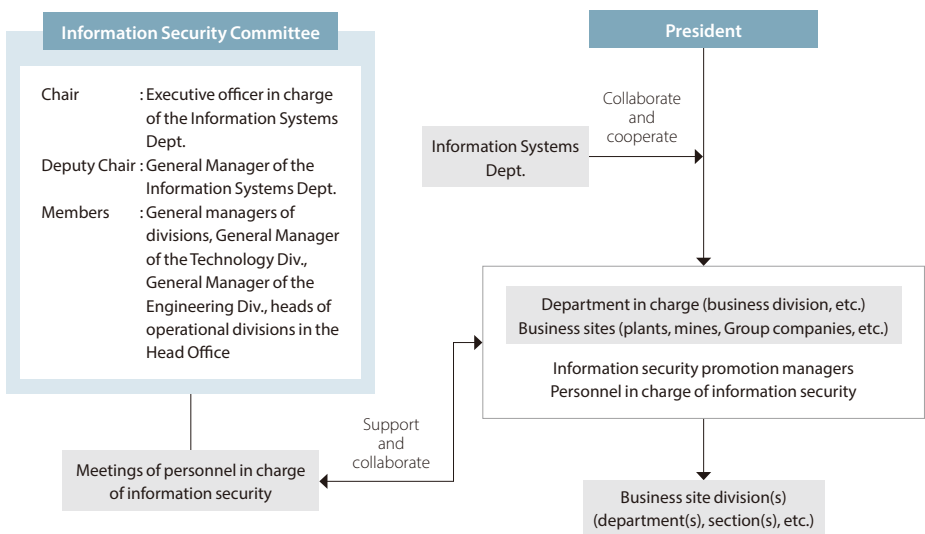 Information Security Committee
Chair : Executive officer in charge
of the Information Systems
Dept.
Deputy Chair : General Manager of the
Information Systems Dept.
Members : General managers of
divisions, General Manager
of the Technology Div.,
General Manager of the
Engineering Div., heads of
operational divisions in the
Head Office
Meetings of personnel in charge
of information security
Support
and
collaborate
President
Collaborate
and
cooperate
Information Systems
Dept.
Department in charge (business division, etc.)
Business sites (plants, mines, Group companies, etc.)
Information security promotion managers
Personnel in charge of information security
Business site division(s)
(department(s), section(s), etc.)